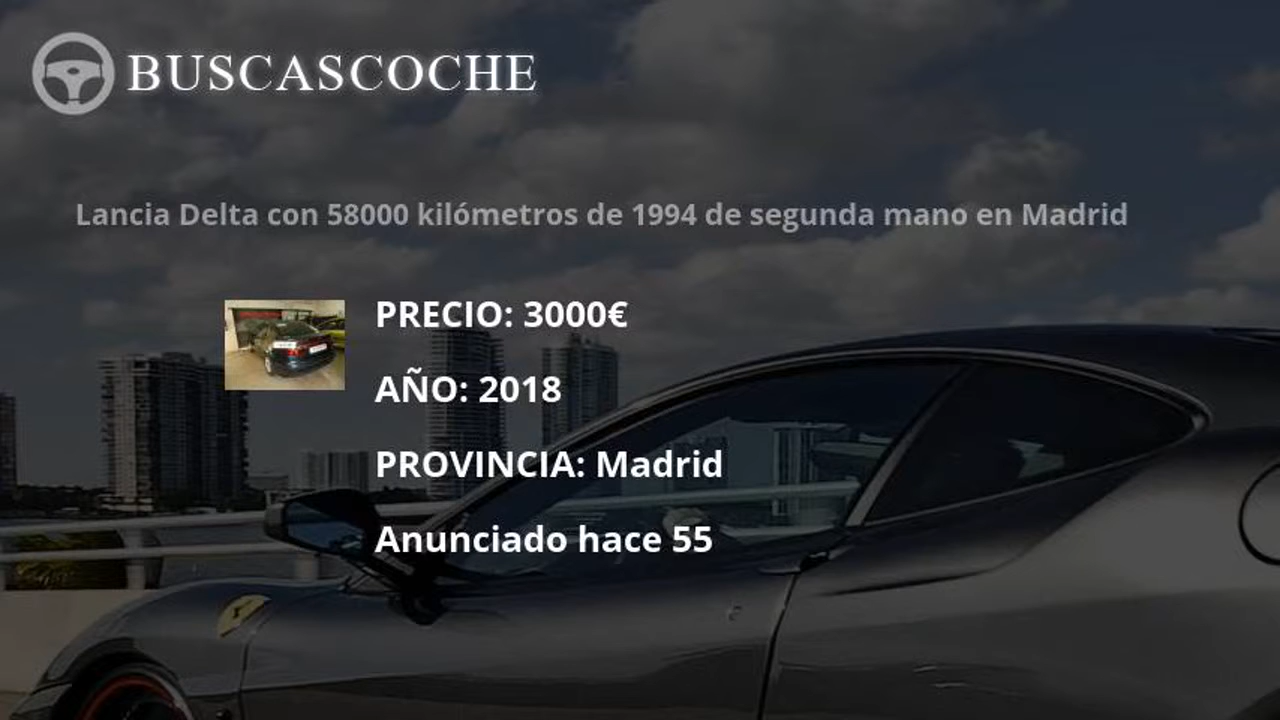 BUSCASCOCHE
Lancia Delta con 58000 kilómetros de 1994 de segunda mano en Madrid
PRECIO: 3000€
AÑO: 2018
PROVINCIA: Madrid
Anunciado hace 55